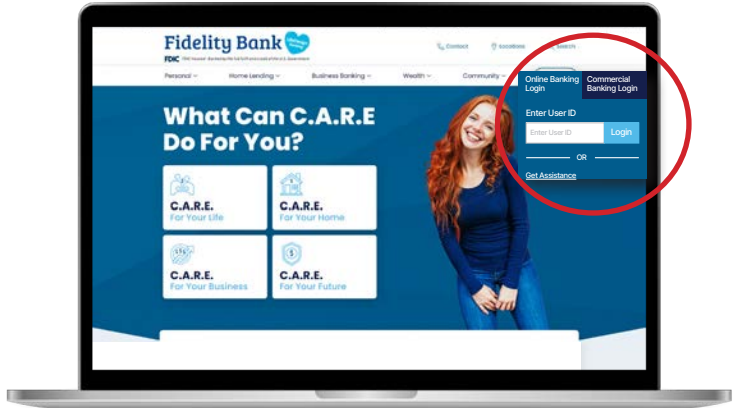 Fidelity Bank
FDIC
Contact
Locations
Search
Personal
Home Lending
Business Banking
Wealth
Community
Online Banking Login
Commercial Banking Login
What Can C.A.R.E
Do For You?
Enter User ID
Enter User ID
Login
OR
Get Assistance
C.A.R.E.
For Your Life
C.A.R.E.
For Your Home
C.A.R.E.
For Your Business
C.A.R.E.
For Your Future